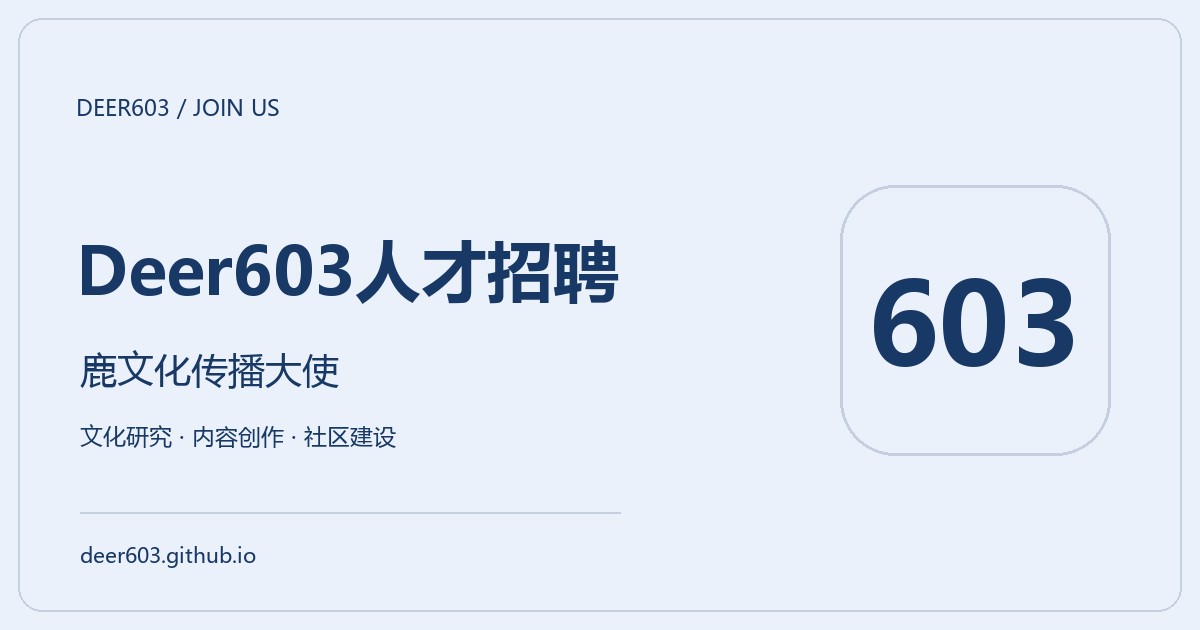 DEER603 / JOIN US
Deer603人才招聘
鹿文化传播大使
文化研究 · 内容创作 · 社区建设
deer603.github.io
603